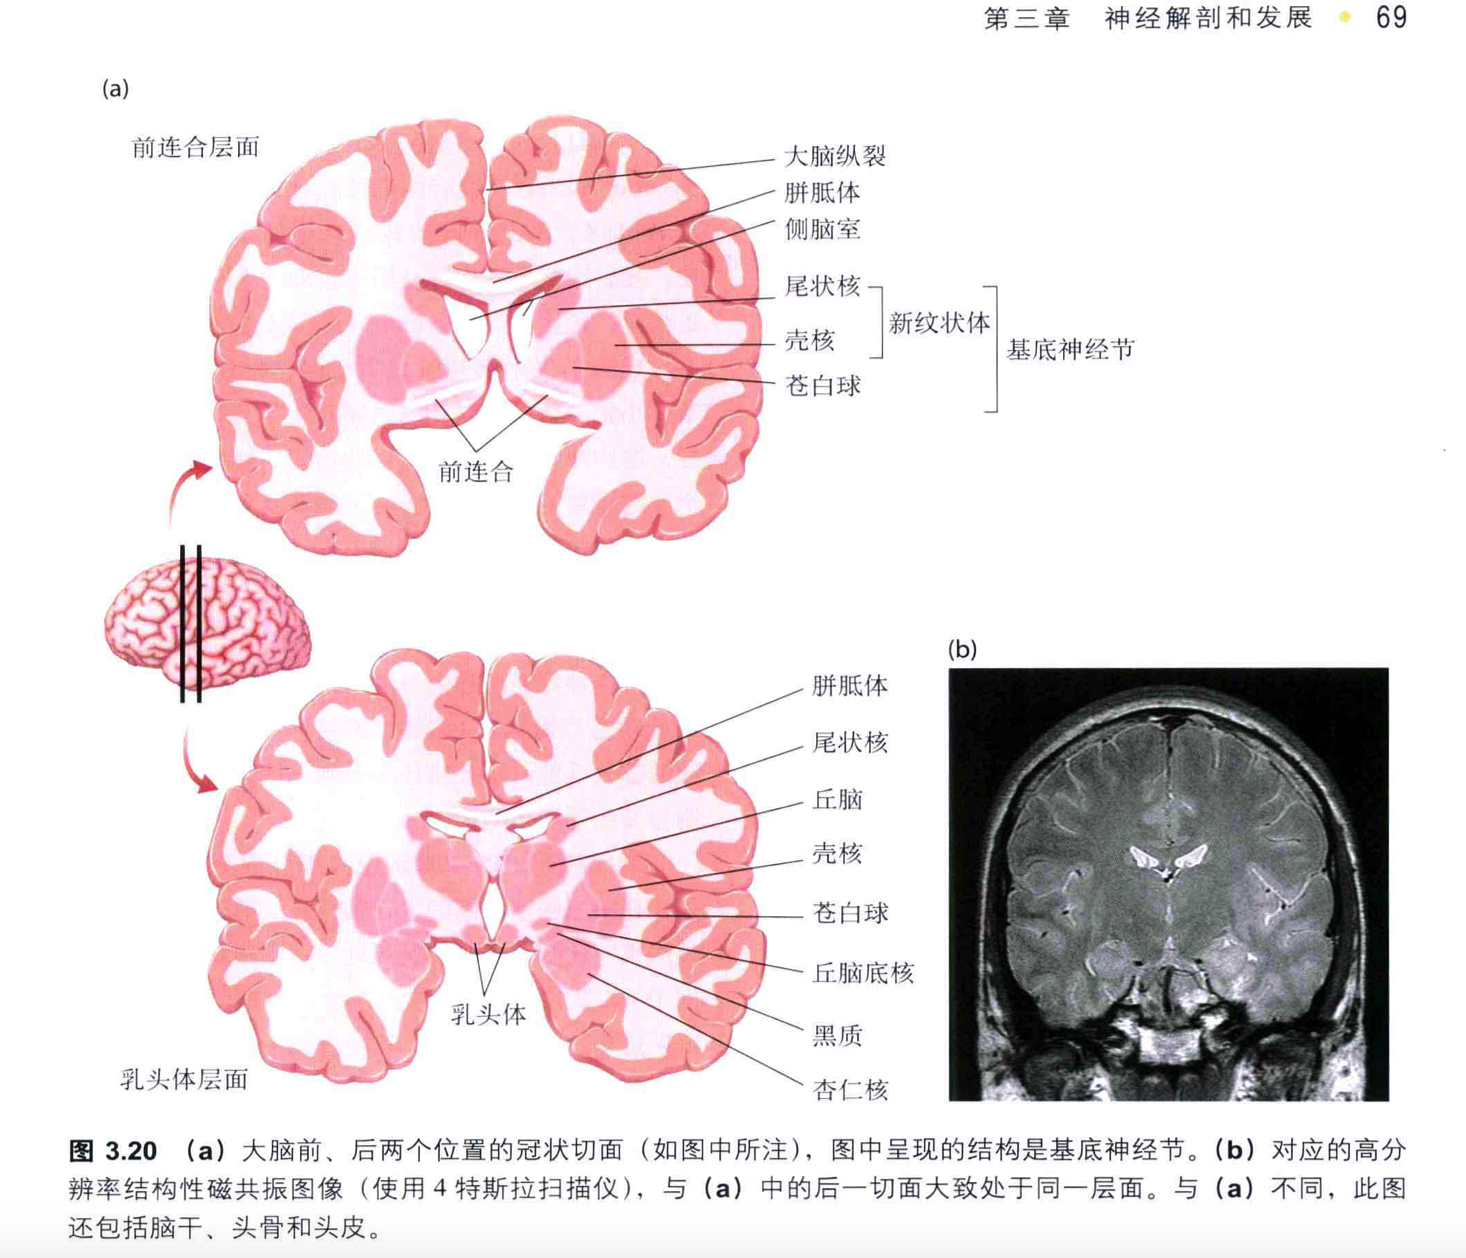 第三章 神经解剖和发展 • 69
(a)
前连合层面
大脑纵裂
胼胝体
侧脑室
尾状核
新纹状体
壳核
基底神经节
苍白球
前连合
(b)
胼胝体
尾状核
丘脑
壳核
苍白球
丘脑底核
乳头体
黑质
乳头体层面
杏仁核
图 3.20 (a) 大脑前、后两个位置的冠状切面（如图中所注），图中呈现的结构是基底神经节。(b) 对应的高分
辨率结构性磁共振图像（使用 4 特斯拉扫描仪），与 (a) 中的后一切面大致处于同一层面。与 (a) 不同，此图
还包括脑干、头骨和头皮。